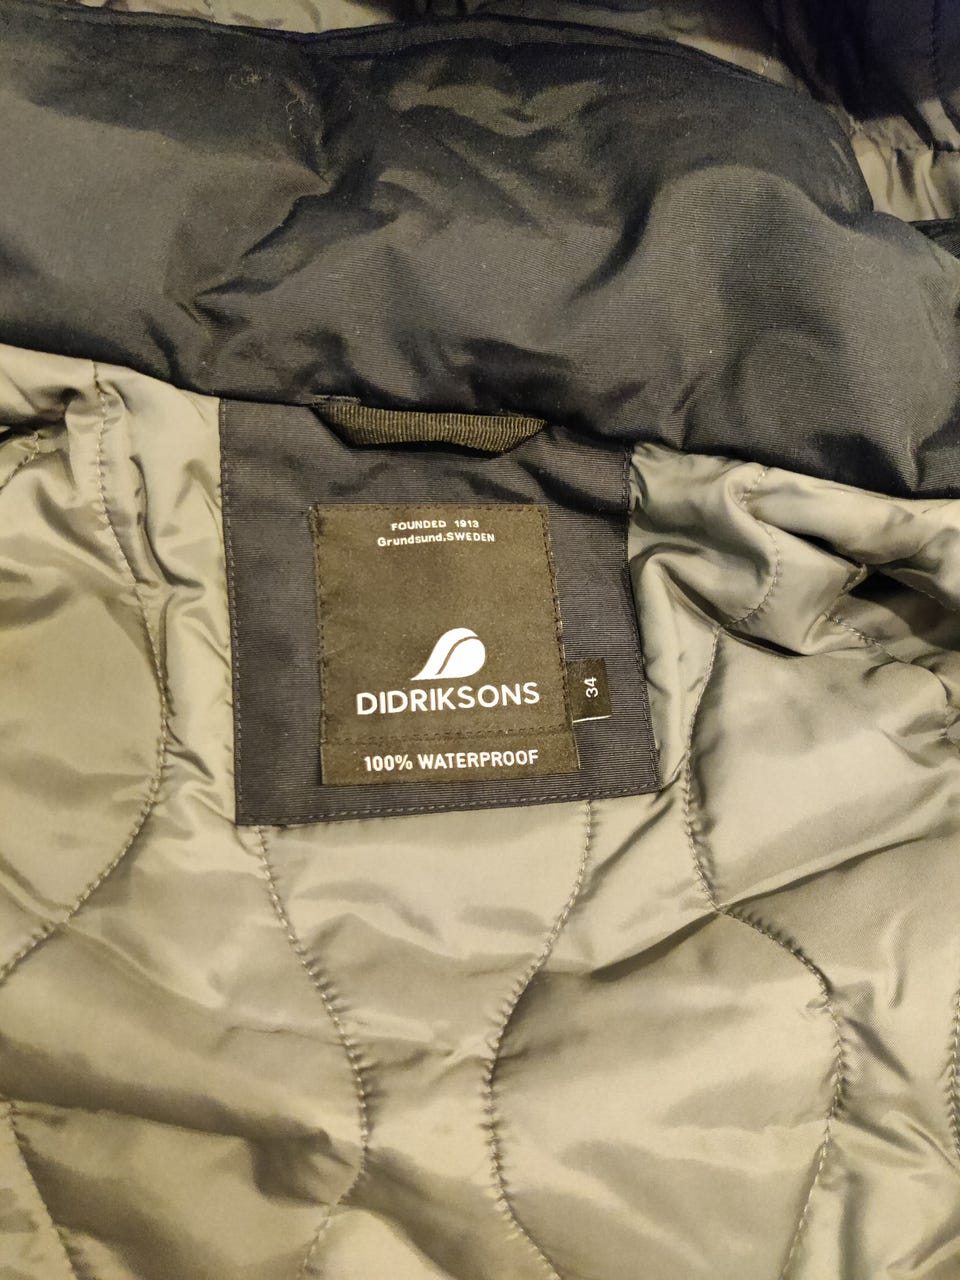 FOUNDED 1913
Grundsund.SWEDEN
DIDRIKSONS
34
100% WATERPROOF